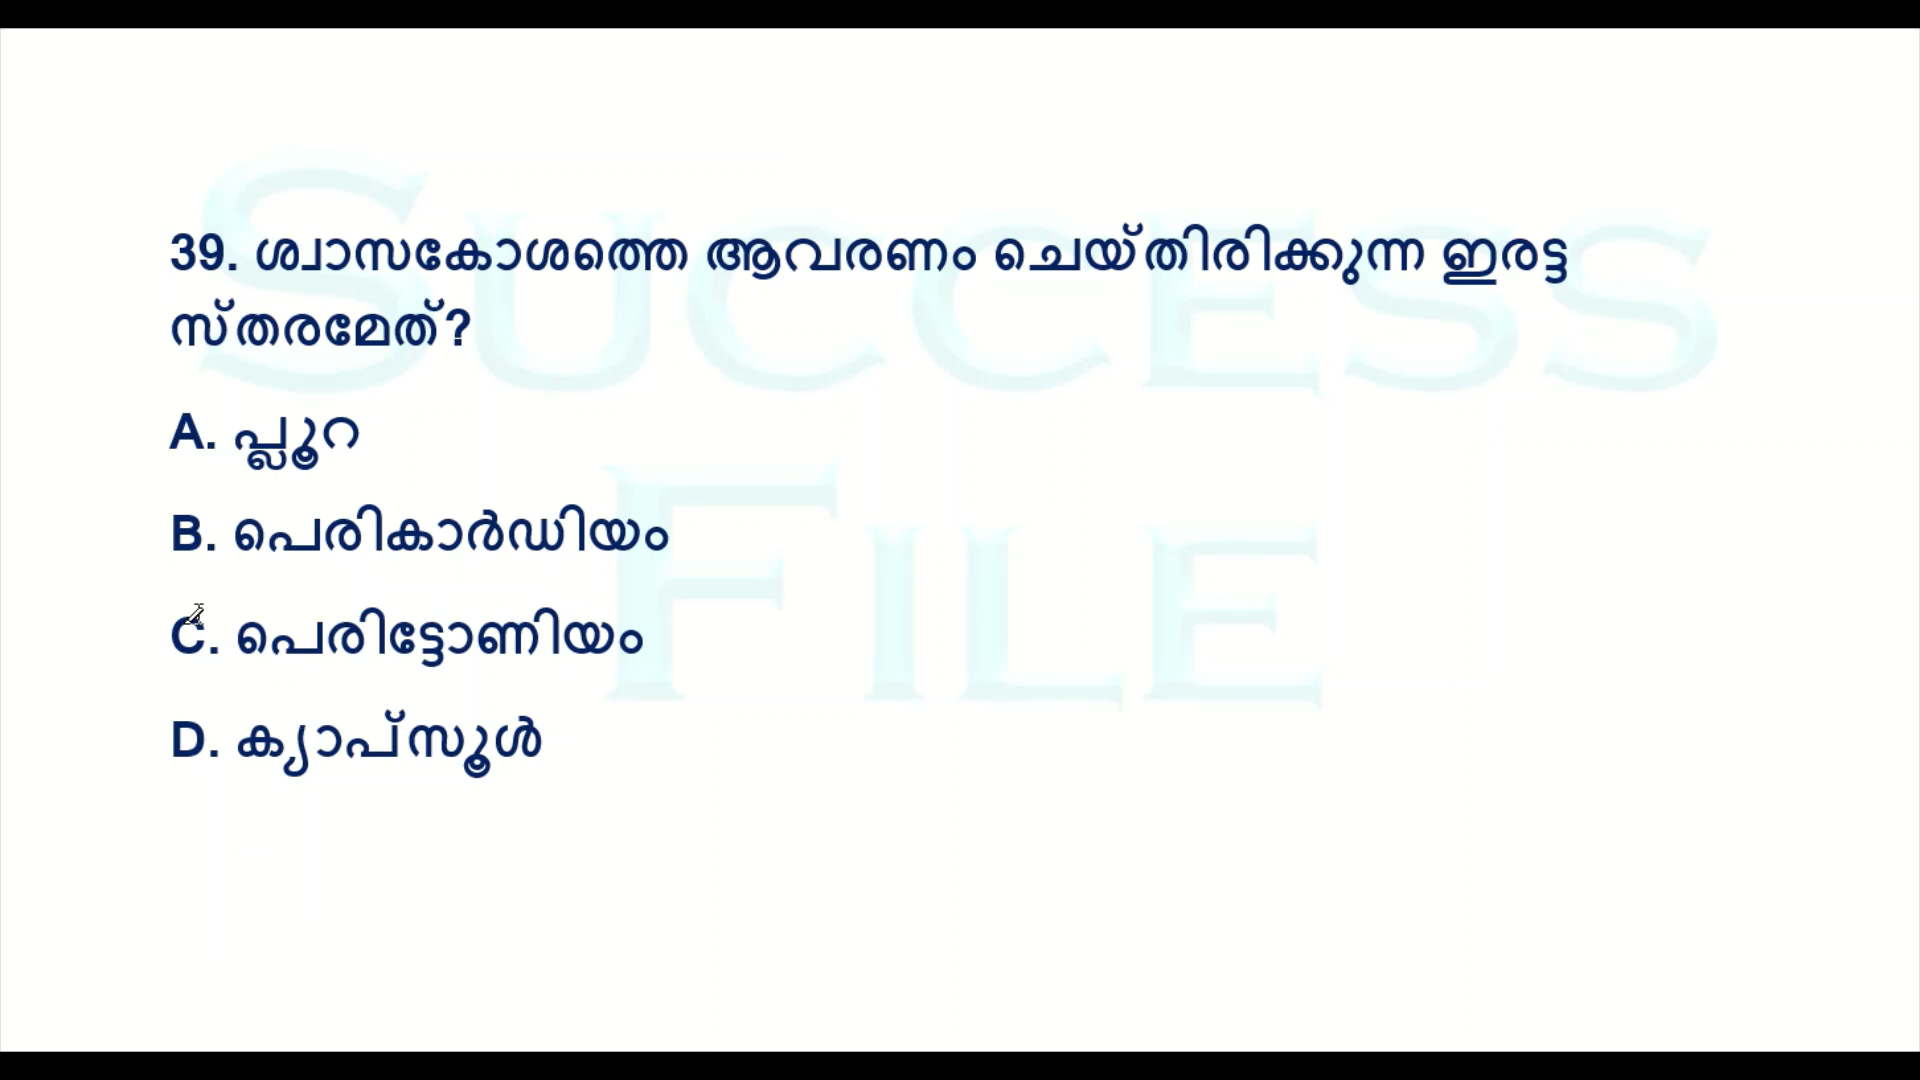 39. ശ്വാസകോശത്തെ ആവരണം ചെയ്തിരിക്കുന്ന ഇരട്ട
സ്തരമേത്?
A. പ്ലൂറ
B. പെരികാർഡിയം
C. പെരിട്ടോണിയം
D. ക്യാപ്സൂൾ
SUCCESS
FILE